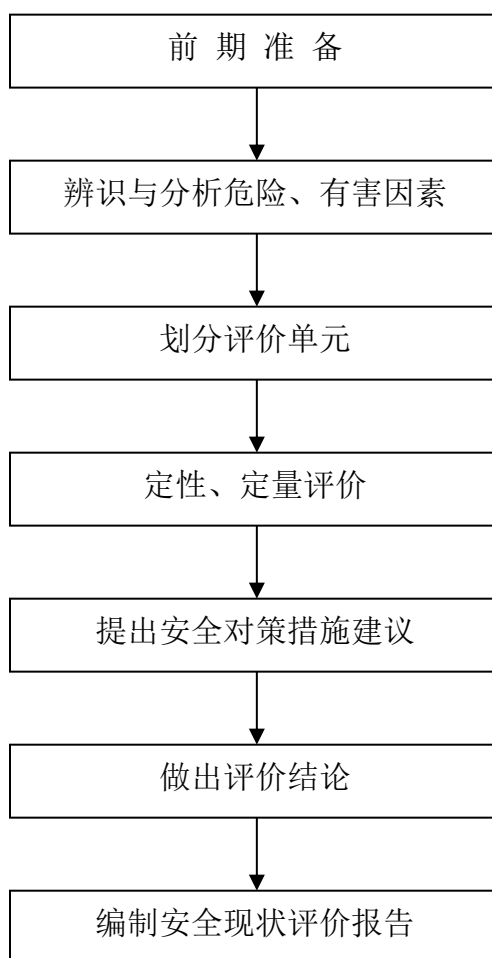 前 期 准 备
辨识与分析危险、有害因素
划分评价单元
定性、定量评价
提出安全对策措施建议
做出评价结论
编制安全现状评价报告